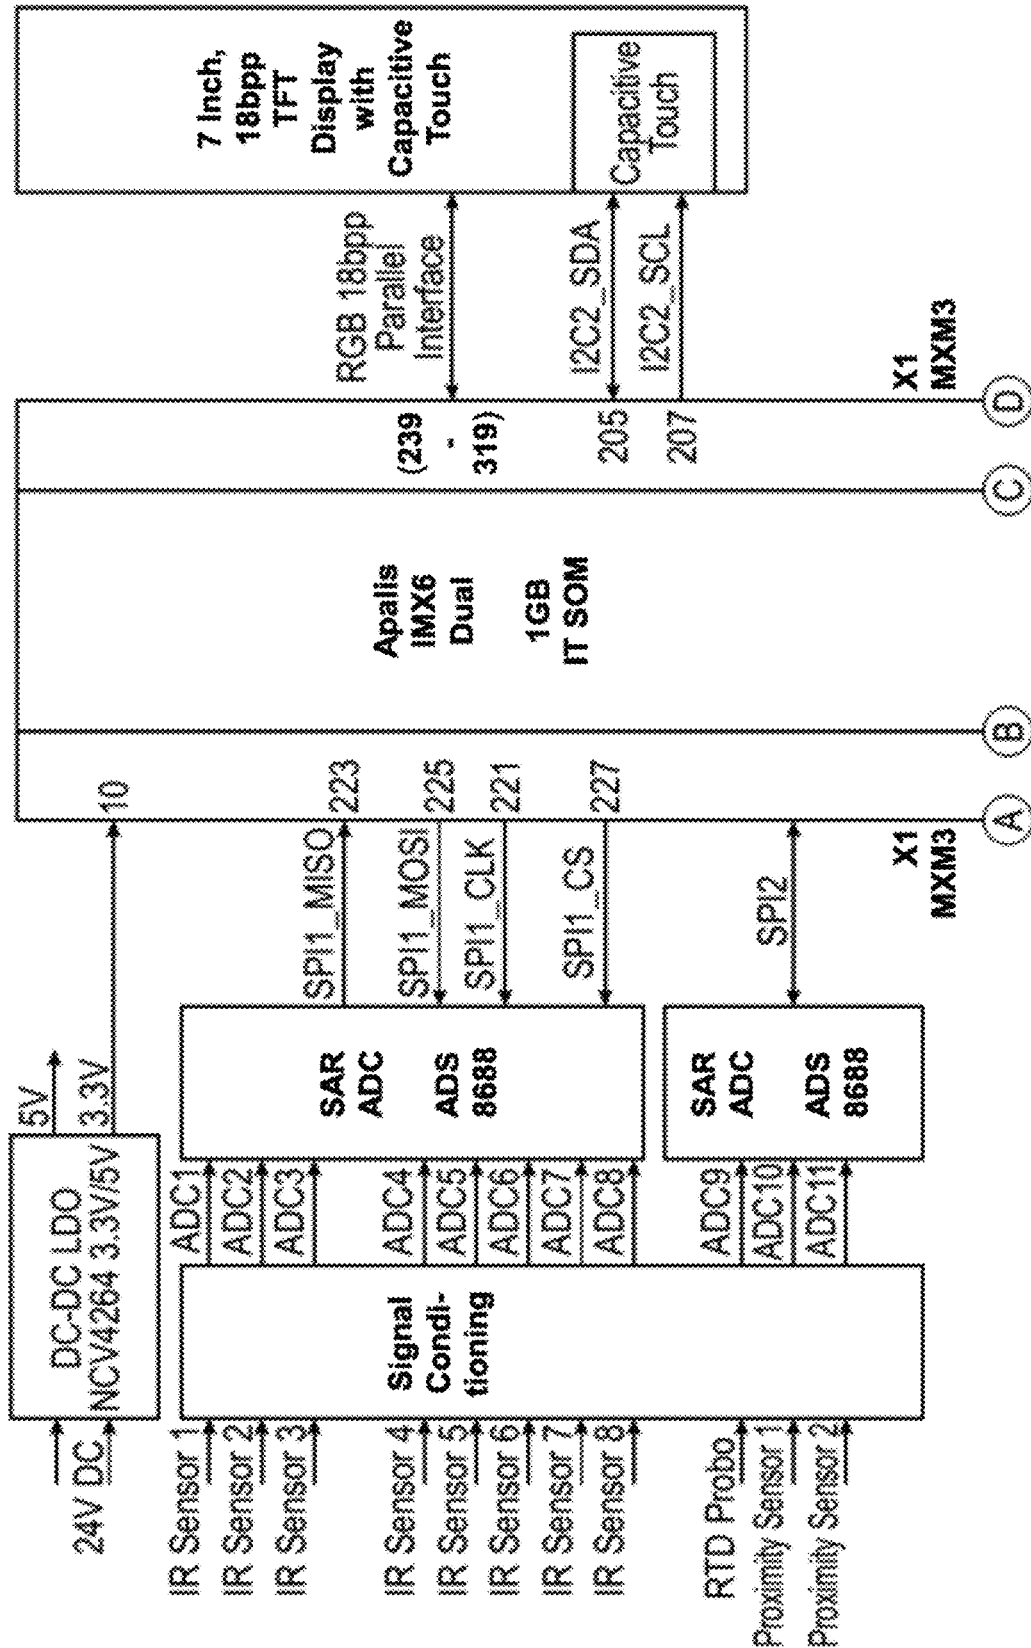 24V DC
DC-DC LDO
NCV4264 3.3V/5V
5V
3.3V
10
IR Sensor 1
IR Sensor 2
IR Sensor 3
IR Sensor 4
IR Sensor 5
IR Sensor 6
IR Sensor 7
IR Sensor 8
RTD Probo
Proximity Sensor 1
Proximity Sensor 2
Signal
Condi-
tioning
ADC1
ADC2
ADC3
ADC4
ADC5
ADC6
ADC7
ADC8
ADC9
ADC10
ADC11
SAR
ADC
ADS
8688
SAR
ADC
ADS
8688
SPI1_MISO
SPI1_MOSI
SPI1_CLK
SPI1_CS
SPI2
223
225
221
227
X1
MXM3
A
B
Apalis
IMX6
Dual
1GB
IT SOM
C
D
(239
-
319)
205
207
X1
MXM3
RGB 18bpp
Parallel
Interface
I2C2_SDA
I2C2_SCL
7 Inch,
18bpp
TFT
Display
with
Capacitive
Touch
Capacitive
Touch